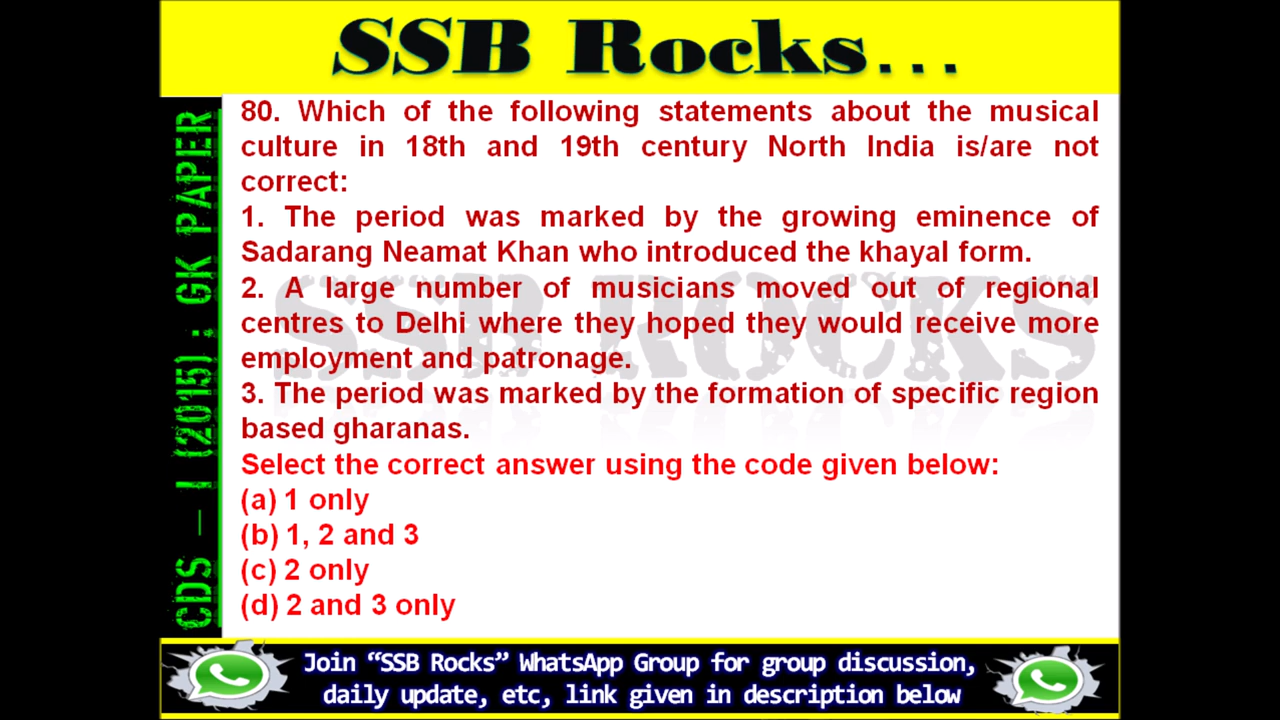 SSB Rocks...
CDS – I (2015) : GK PAPER
80. Which of the following statements about the musical
culture in 18th and 19th century North India is/are not
correct:
1. The period was marked by the growing eminence of
Sadarang Neamat Khan who introduced the khayal form.
2. A large number of musicians moved out of regional
centres to Delhi where they hoped they would receive more
employment and patronage.
3. The period was marked by the formation of specific region
based gharanas.
Select the correct answer using the code given below:
(a) 1 only
(b) 1, 2 and 3
(c) 2 only
(d) 2 and 3 only
SSB ROCKS
Join “SSB Rocks” WhatsApp Group for group discussion,
daily update, etc, link given in description below